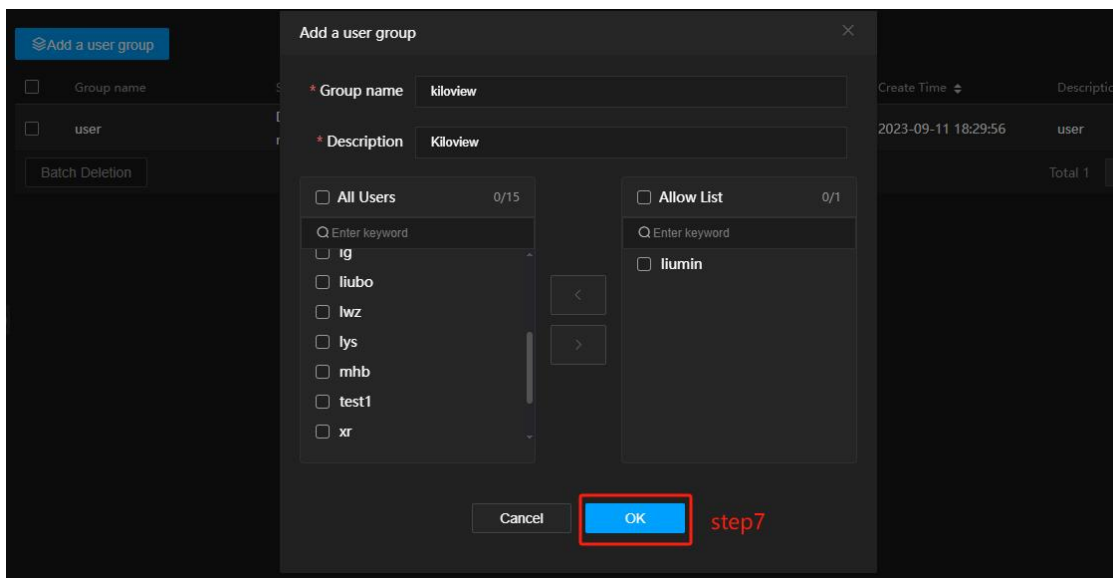 Add a user group
Add a user group
Group name
Create Time
user
2023-09-11 18:29:56
user
Batch Deletion
Total 1
* Group name kiloview
* Description Kiloview
All Users 0/15
Allow List 0/1
Enter keyword
Enter keyword
lg
liumin
liubo
<
lwz
lys
>
mhb
test1
xr
Cancel
OK
step7